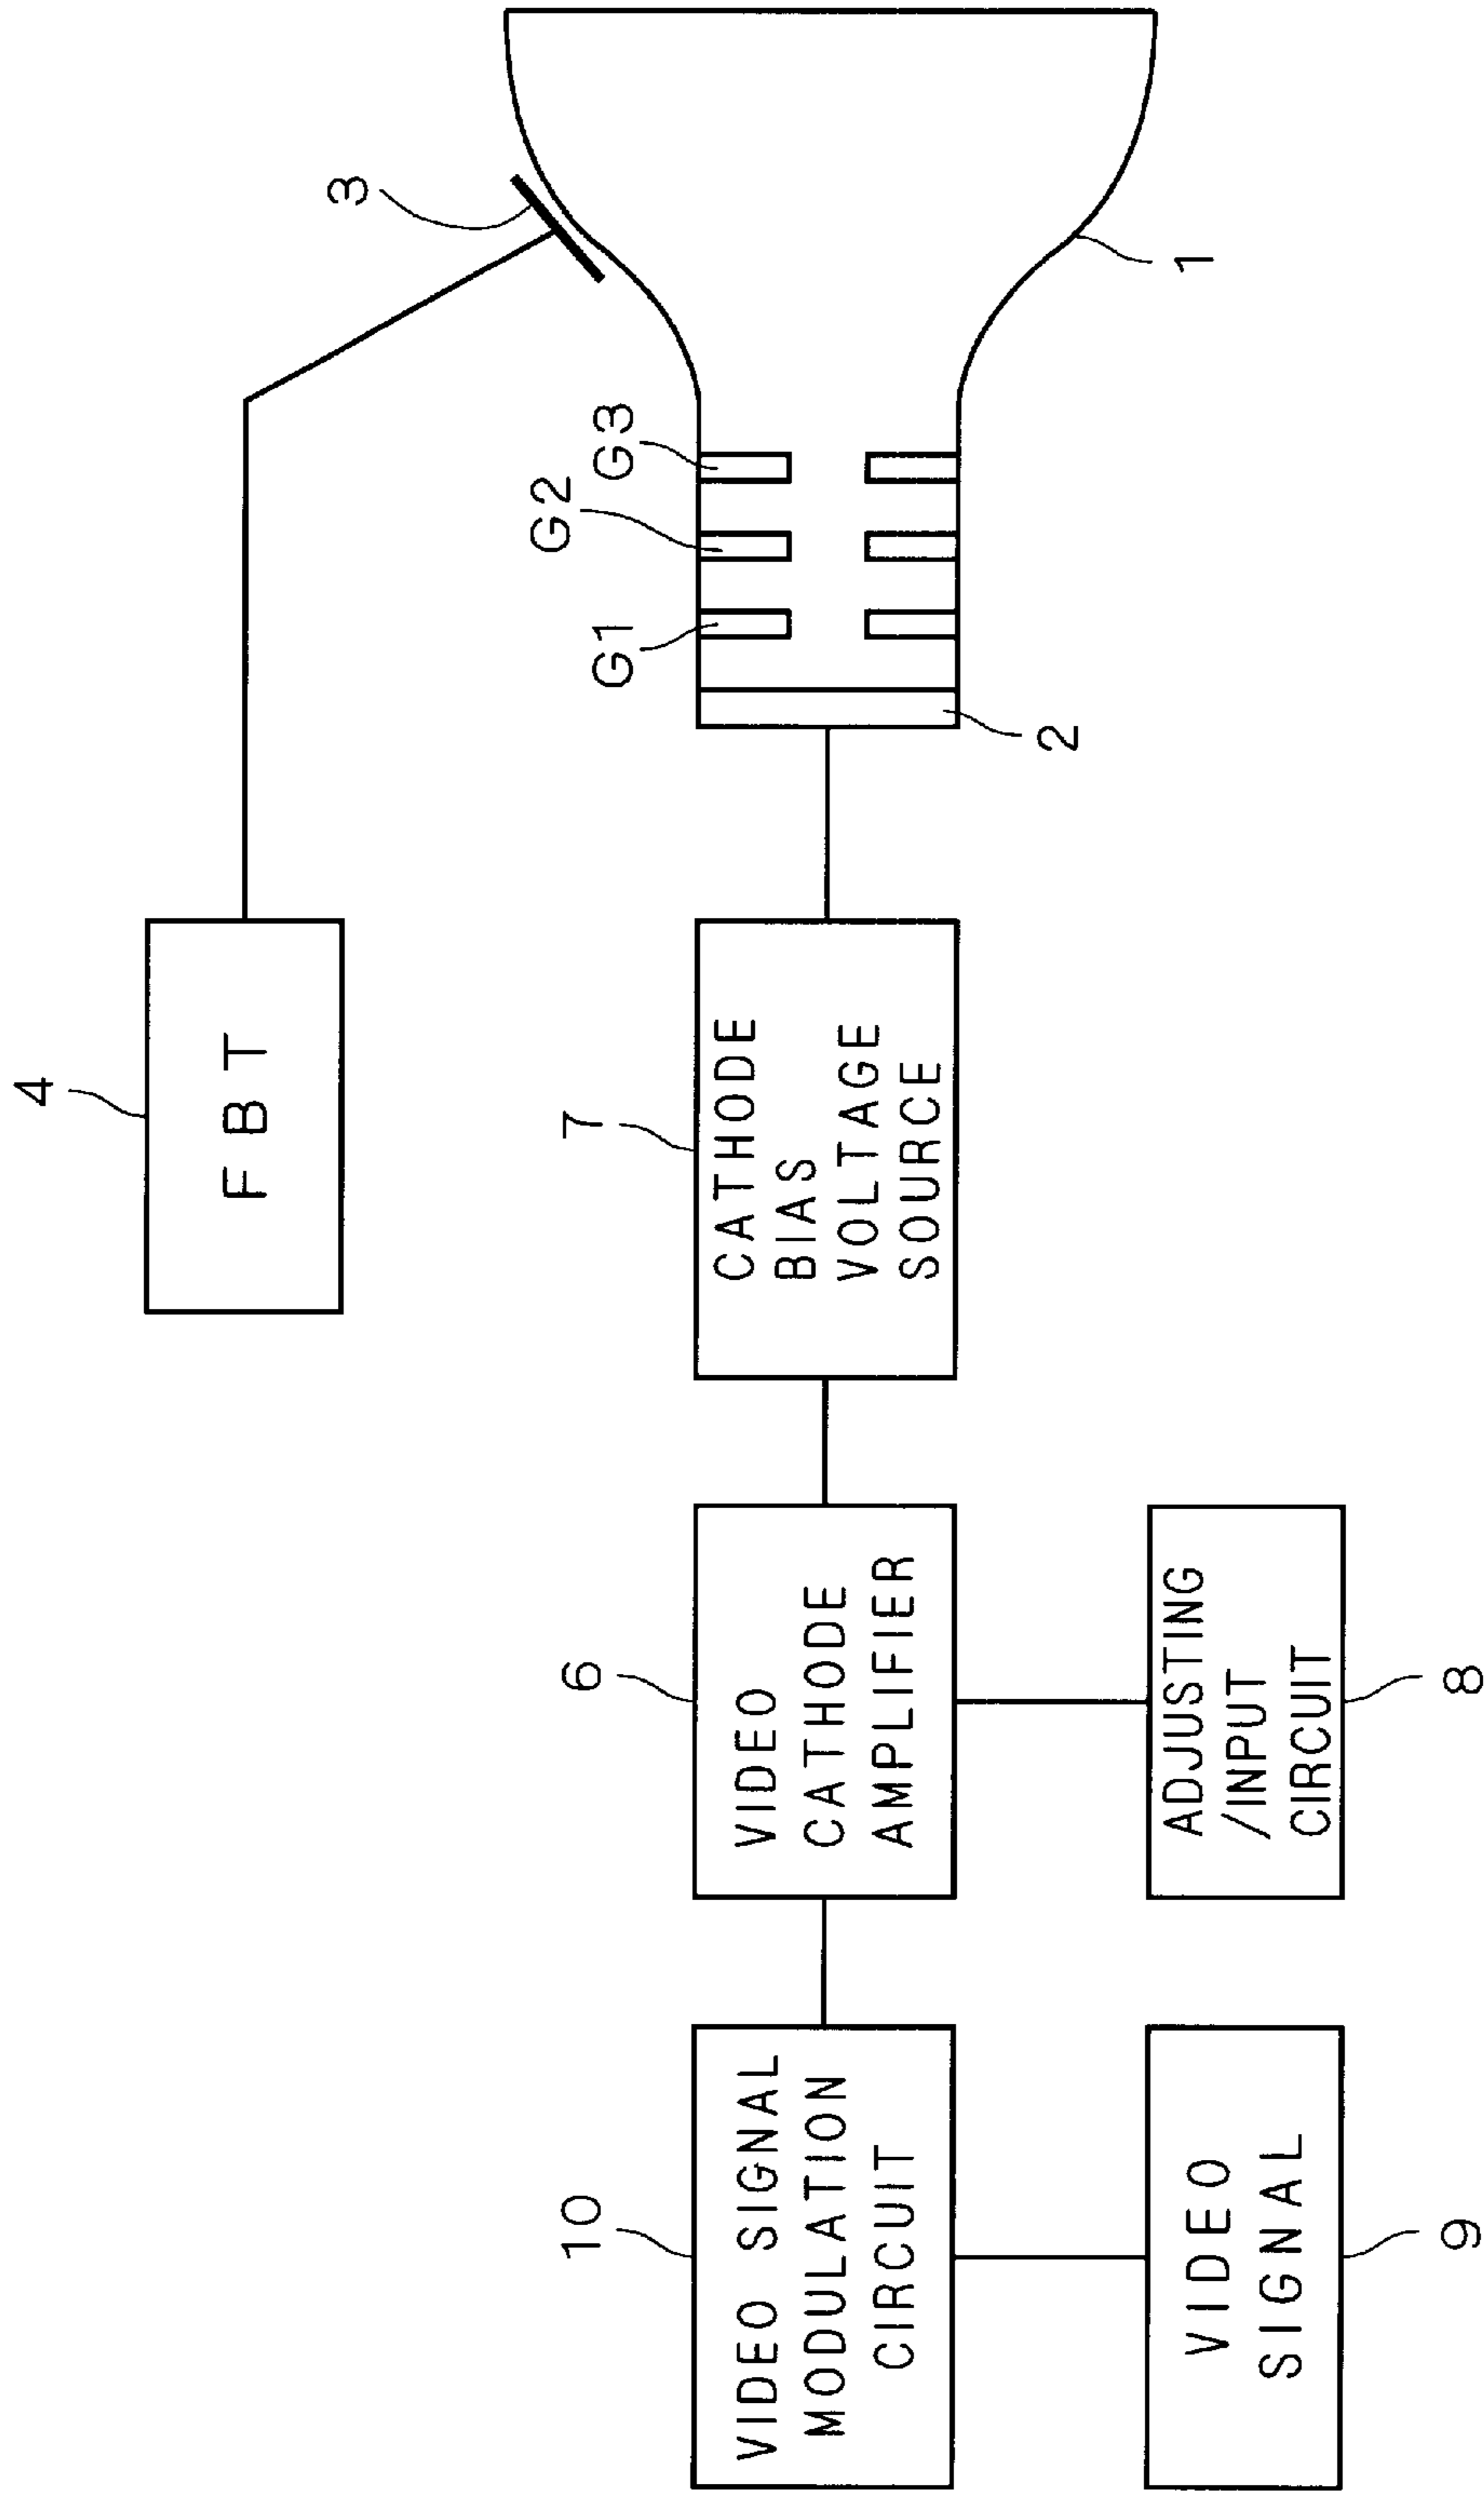 4
F B T
3
G1
G2
G3
1
2
7
CATHODE
BIAS
VOLTAGE
SOURCE
6
VIDEO
CATHODE
AMPLIFIER
ADJUSTING
/INPUT
CIRCUIT
8
10
VIDEO SIGNAL
MODULATION
CIRCUIT
VIDEO
SIGNAL
9